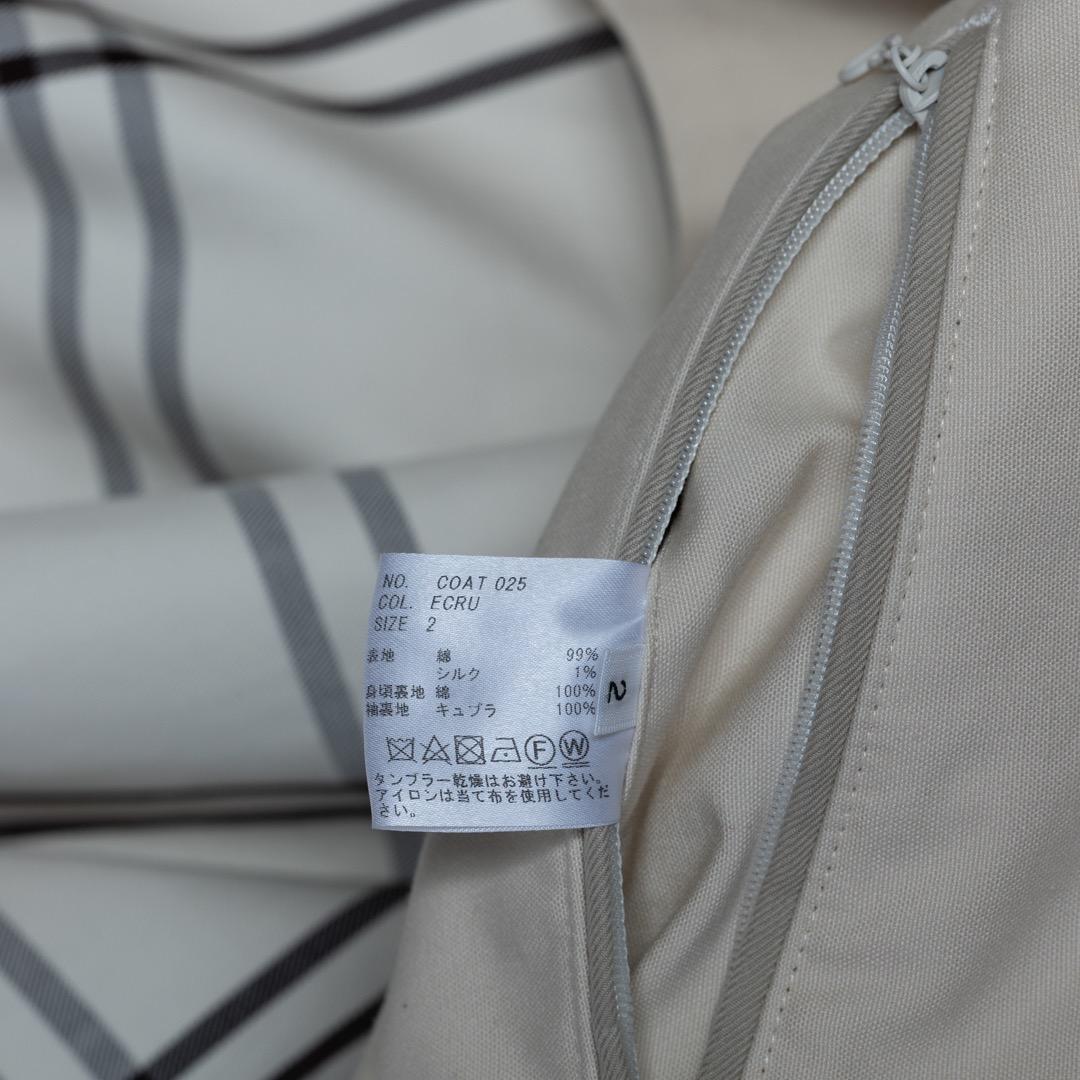 NO. COAT 025
COL. ECRU
SIZE 2
表地 綿 99%
シルク 1%
身頃裏地 綿 100%
袖裏地 キュプラ 100%
2
F W
タンブラー乾燥はお避け下さい。
アイロンは当て布を使用してくだ
さい。